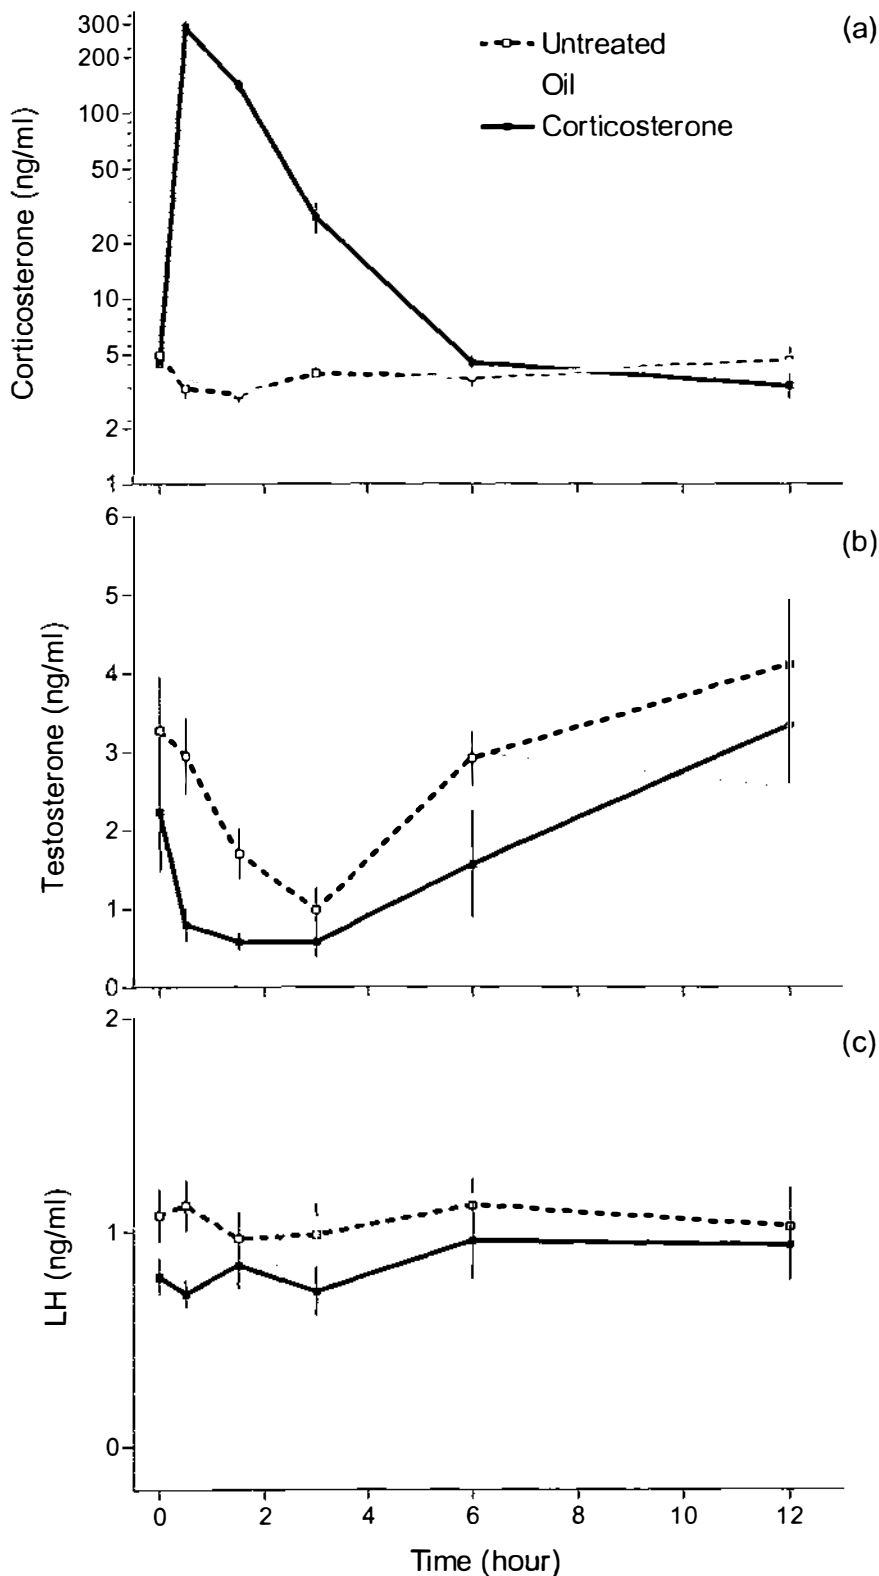 (a)
Untreated
Oil
Corticosterone
Corticosterone (ng/ml)
300
200
100
50
20
10
5
2
1
(b)
Testosterone (ng/ml)
6
5
4
3
2
1
0
(c)
LH (ng/ml)
2
1
0
0 2 4 6 8 10 12
Time (hour)